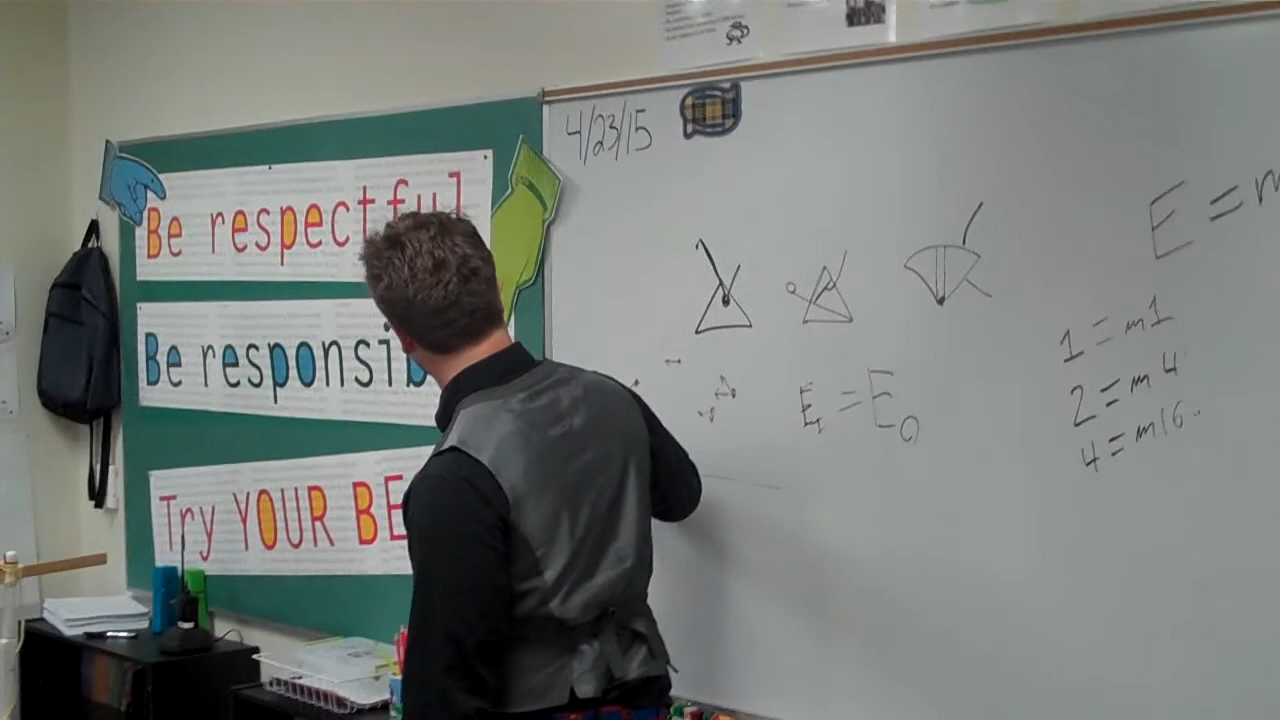 Be respectful
Be responsib
Try YOUR BE
4/23/15
E = m
E₁ = E₀
1 = m1
2 = m4
4 = m16